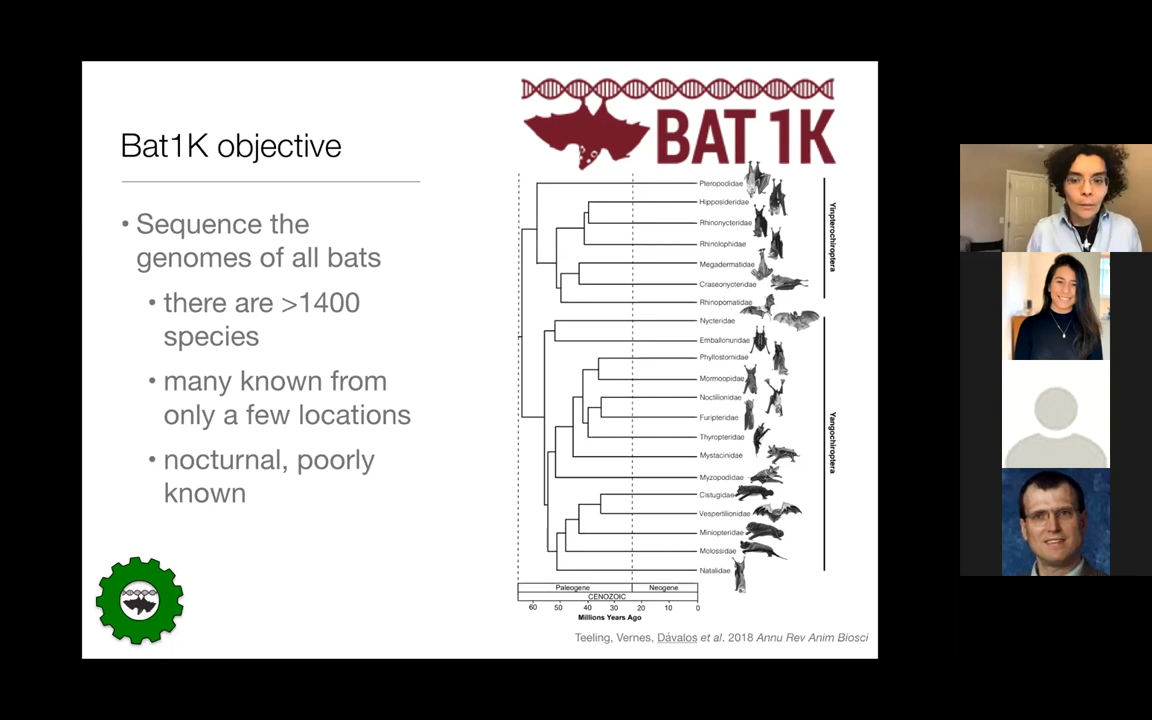 Bat1K objective
• Sequence the
genomes of all bats
• there are >1400
species
• many known from
only a few locations
• nocturnal, poorly
known
BAT 1K
Pteropodidae
Hipposideridae
Rhinonycteridae
Rhinolophidae
Megadermatidae
Craseonycteridae
Rhinopomatidae
Yinpterochiroptera
Nycteridae
Emballonuridae
Phyllostomidae
Mormoopidae
Noctilionidae
Furipteridae
Thyropteridae
Mystacinidae
Myzopodidae
Cistugidae
Vespertilionidae
Miniopteridae
Molossidae
Natalidae
Yangochiroptera
Paleogene Neogene
CENOZOIC
60 50 40 30 20 10 0
Millions Years Ago
Teeling, Vernes, Dávalos et al. 2018 Annu Rev Anim Biosci